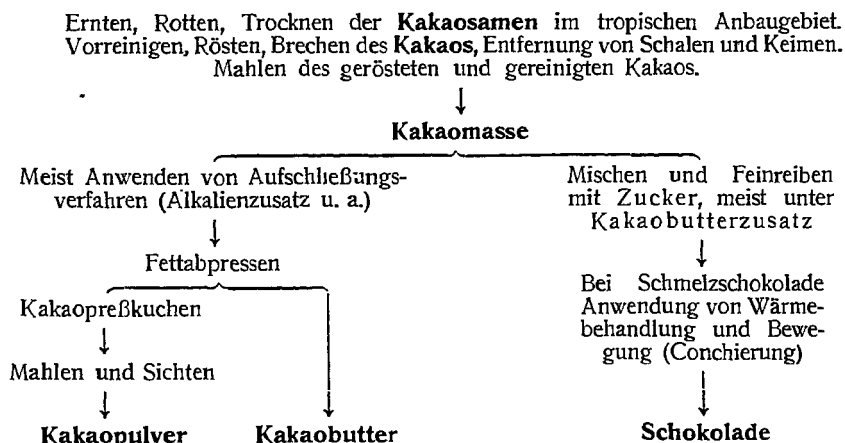 Ernten, Rotten, Trocknen der Kakaosamen im tropischen Anbaugebiet.
Vorreinigen, Rösten, Brechen des Kakaos, Entfernung von Schalen und Keimen.
Mahlen des gerösteten und gereinigten Kakaos.
Kakaomasse
Meist Anwenden von Aufschließungs-
verfahren (Alkalienzusatz u. a.)
Fettabpressen
Kakaopreßkuchen
Mahlen und Sichten
Kakaopulver
Kakaobutter
Mischen und Feinreiben
mit Zucker, meist unter
Kakaobutterzusatz
Bei Schmelzschokolade
Anwendung von Wärme-
behandlung und Bewe-
gung (Conchierung)
Schokolade